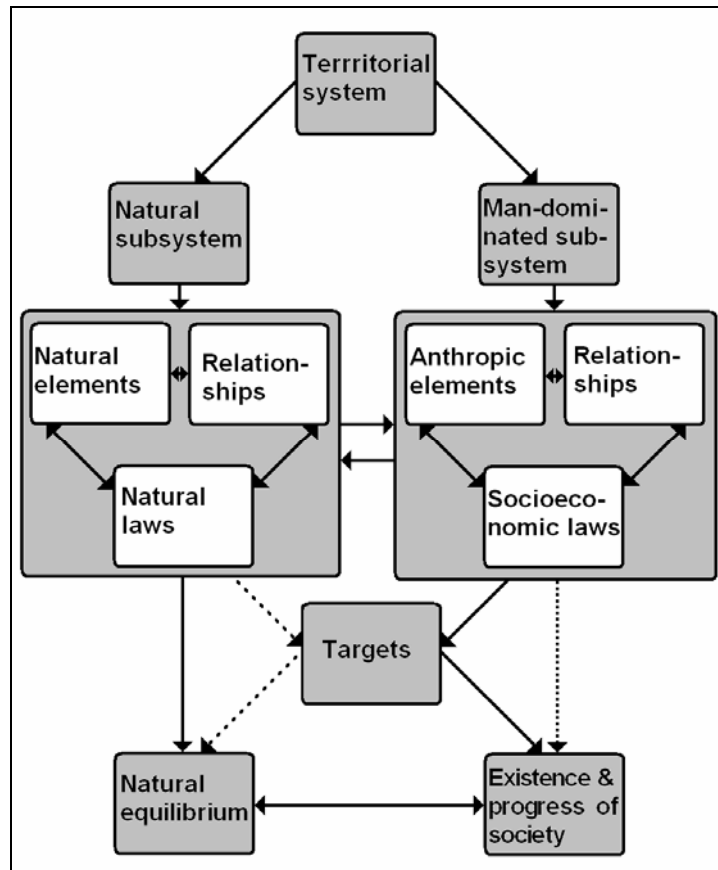 Terrritorial
system
Natural
subsystem
Man-domi-
nated sub-
system
Natural
elements
Relation-
ships
Natural
laws
Anthropic
elements
Relation-
ships
Socioeco-
nomic laws
Targets
Natural
equilibrium
Existence &
progress of
society